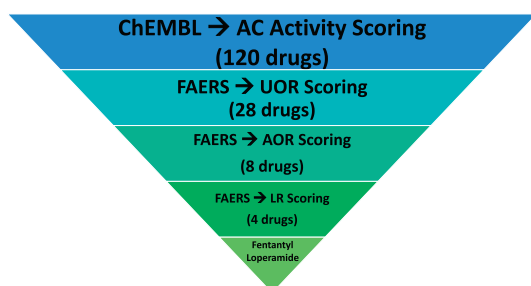 ChEMBL → AC Activity Scoring
(120 drugs)
FAERS → UOR Scoring
(28 drugs)
FAERS → AOR Scoring
(8 drugs)
FAERS → LR Scoring
(4 drugs)
Fentantyl
Loperamide